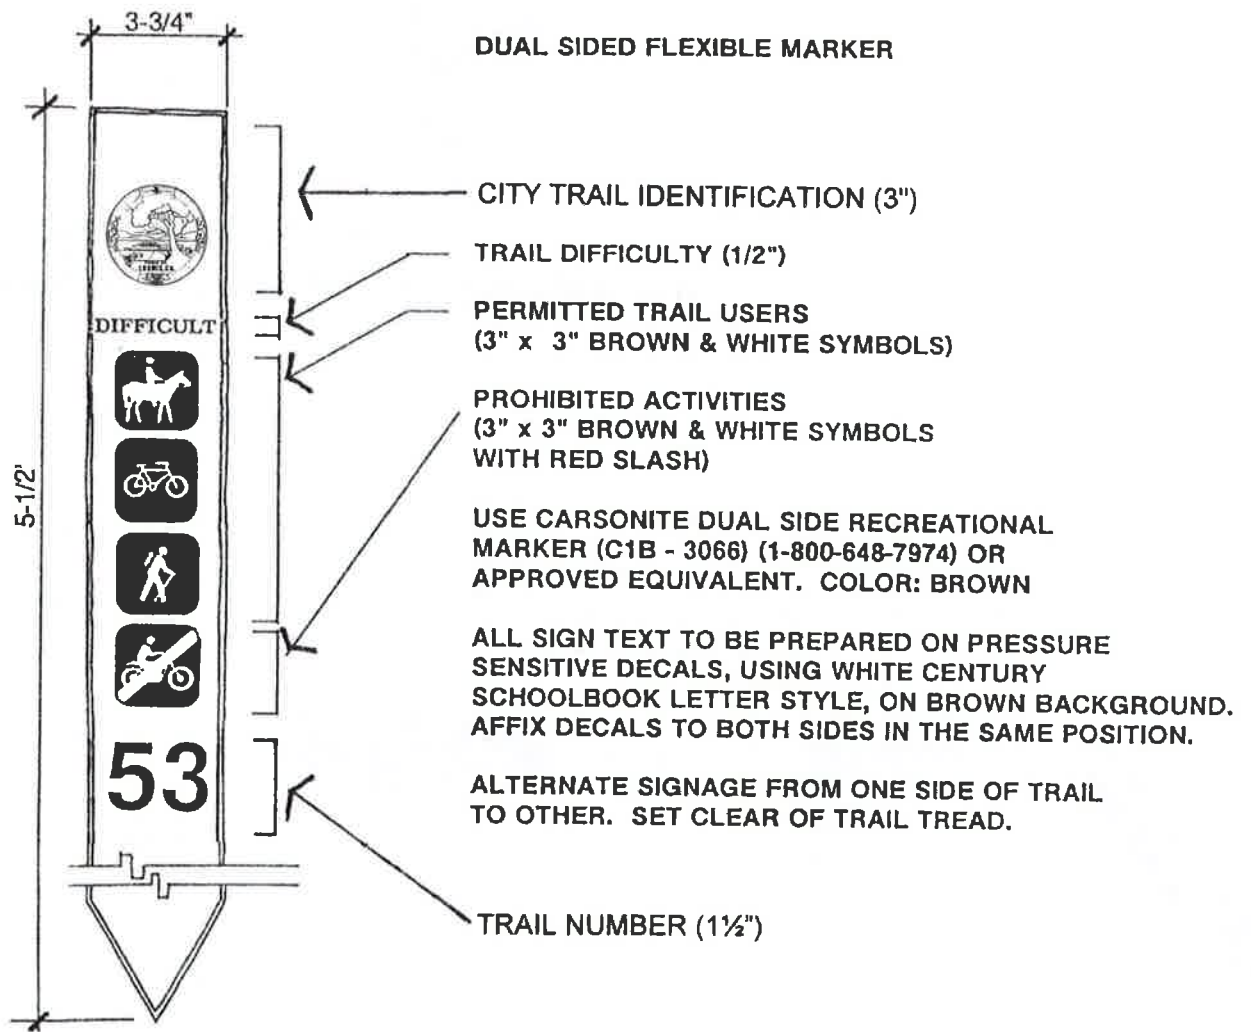 3-3/4"
DUAL SIDED FLEXIBLE MARKER
CITY TRAIL IDENTIFICATION (3")
TRAIL DIFFICULTY (1/2")
DIFFICULT
PERMITTED TRAIL USERS
(3" x 3" BROWN & WHITE SYMBOLS)
PROHIBITED ACTIVITIES
(3" x 3" BROWN & WHITE SYMBOLS
WITH RED SLASH)
5-1/2'
USE CARSONITE DUAL SIDE RECREATIONAL
MARKER (C1B - 3066) (1-800-648-7974) OR
APPROVED EQUIVALENT. COLOR: BROWN
ALL SIGN TEXT TO BE PREPARED ON PRESSURE
SENSITIVE DECALS, USING WHITE CENTURY
SCHOOLBOOK LETTER STYLE, ON BROWN BACKGROUND.
AFFIX DECALS TO BOTH SIDES IN THE SAME POSITION.
53
ALTERNATE SIGNAGE FROM ONE SIDE OF TRAIL
TO OTHER. SET CLEAR OF TRAIL TREAD.
TRAIL NUMBER (1½")